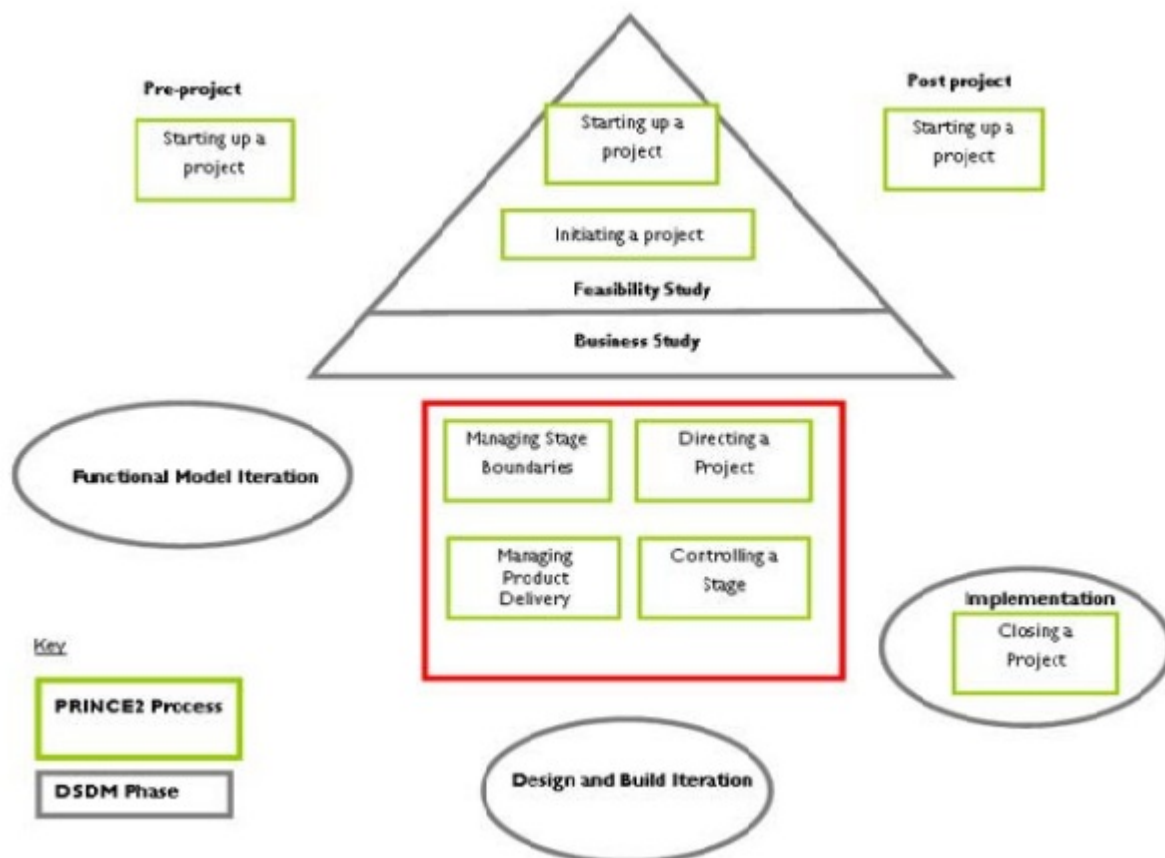 Pre-project
Starting up a
project
Starting up a
project
Post project
Starting up a
project
Initiating a project
Feasibility Study
Business Study
Functional Model Iteration
Managing Stage
Boundaries
Directing a
Project
Managing
Product
Delivery
Controlling a
Stage
Implementation
Closing a
Project
Key
PRINCE2 Process
DSDM Phase
Design and Build Iteration